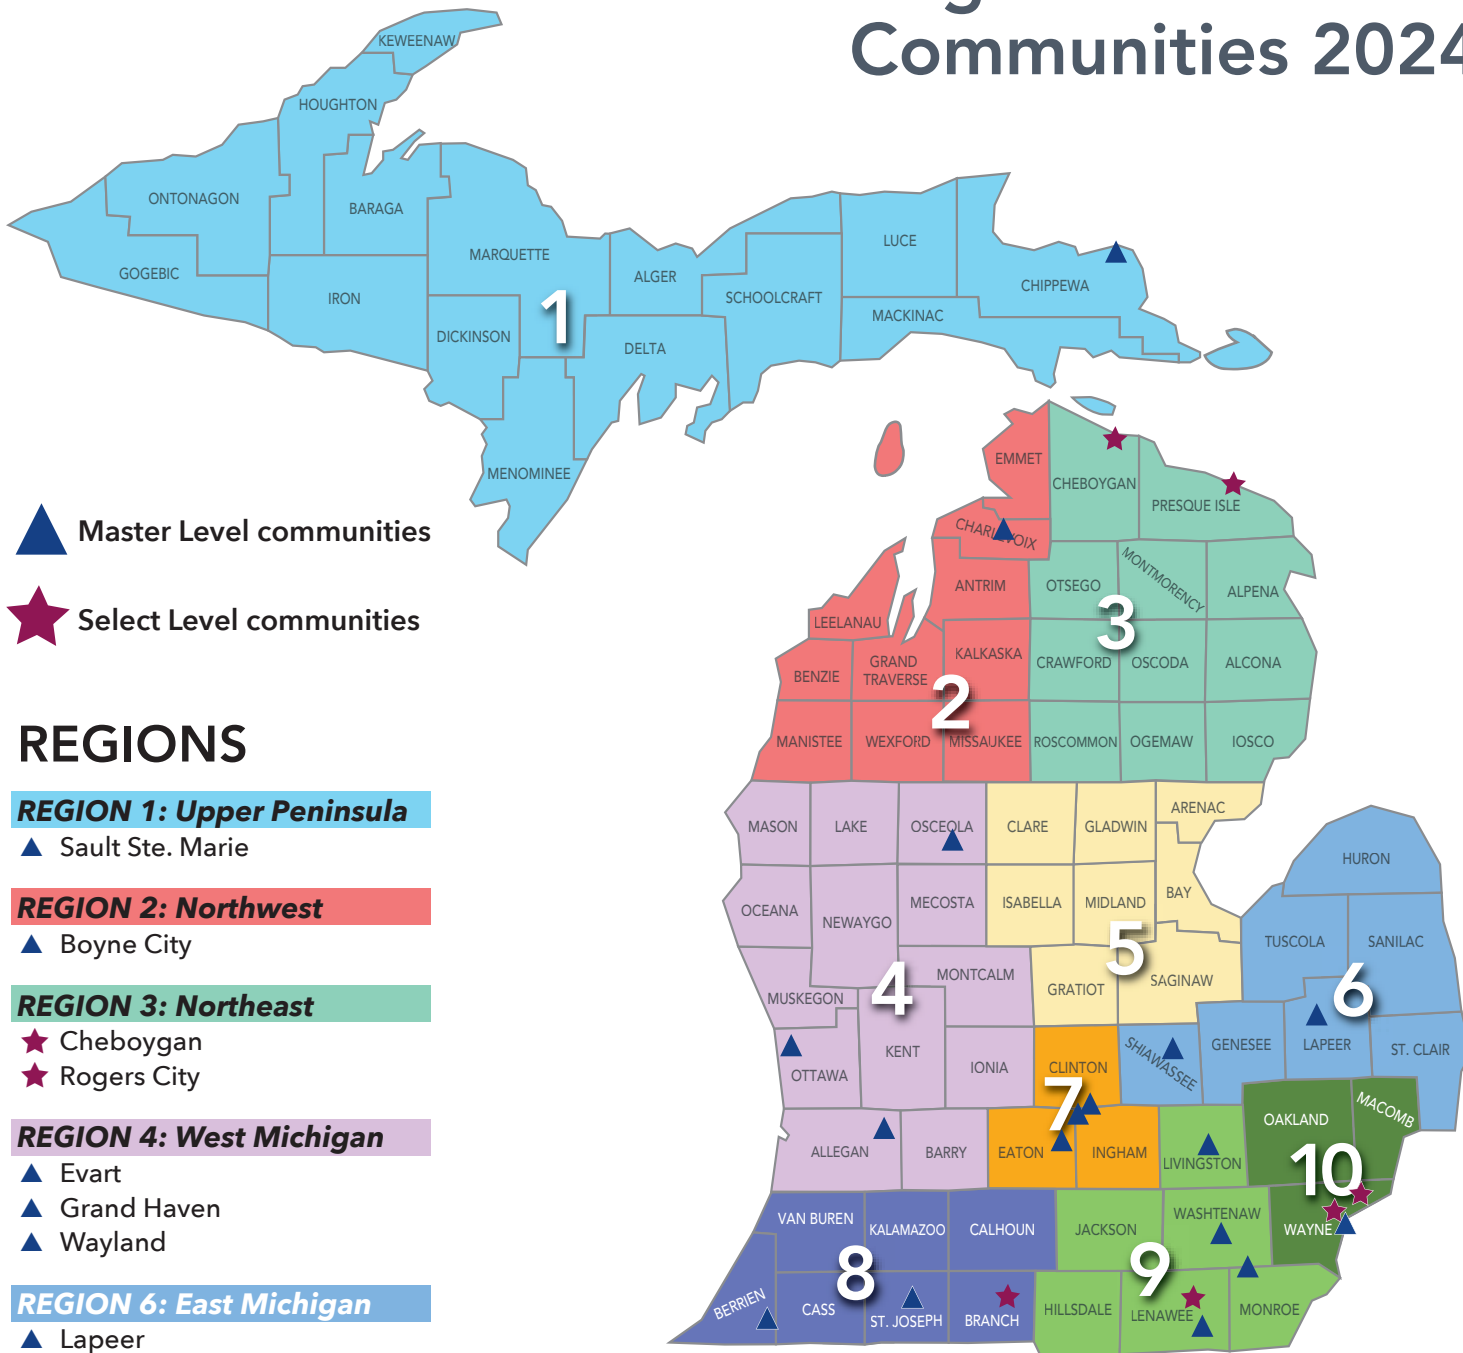 Communities 2024
KEWEENAW
HOUGHTON
ONTONAGON
BARAGA
GOGEBIC
MARQUETTE
IRON
ALGER
LUCE
SCHOOLCRAFT
CHIPPEWA
MACKINAC
1
DICKINSON
DELTA
MENOMINEE
Master Level communities
Select Level communities
EMMET
CHEBOYGAN
PRESQUE ISLE
CHARLEVOIX
ANTRIM
OTSEGO
MONTMORENCY
ALPENA
3
LEELANAU
BENZIE
GRAND
TRAVERSE
KALKASKA
CRAWFORD
OSCODA
ALCONA
2
MANISTEE
WEXFORD
MISSAUKEE
ROSCOMMON
OGEMAW
IOSCO
MASON
LAKE
OSCEOLA
CLARE
GLADWIN
ARENAC
HURON
OCEANA
NEWAYGO
MECOSTA
ISABELLA
MIDLAND
BAY
5
TUSCOLA
SANILAC
MUSKEGON
4
MONTCALM
GRATIOT
SAGINAW
6
OTTAWA
KENT
IONIA
CLINTON
SHIAWASSEE
GENESEE
LAPEER
ST. CLAIR
7
ALLEGAN
BARRY
EATON
INGHAM
LIVINGSTON
OAKLAND
MACOMB
10
VAN BUREN
KALAMAZOO
CALHOUN
JACKSON
WASHTENAW
WAYNE
8
9
BERRIEN
CASS
ST. JOSEPH
BRANCH
HILLSDALE
LENAWEE
MONROE
REGIONS
REGION 1: Upper Peninsula
Sault Ste. Marie
REGION 2: Northwest
Boyne City
REGION 3: Northeast
Cheboygan
Rogers City
REGION 4: West Michigan
Evart
Grand Haven
Wayland
REGION 6: East Michigan
Lapeer